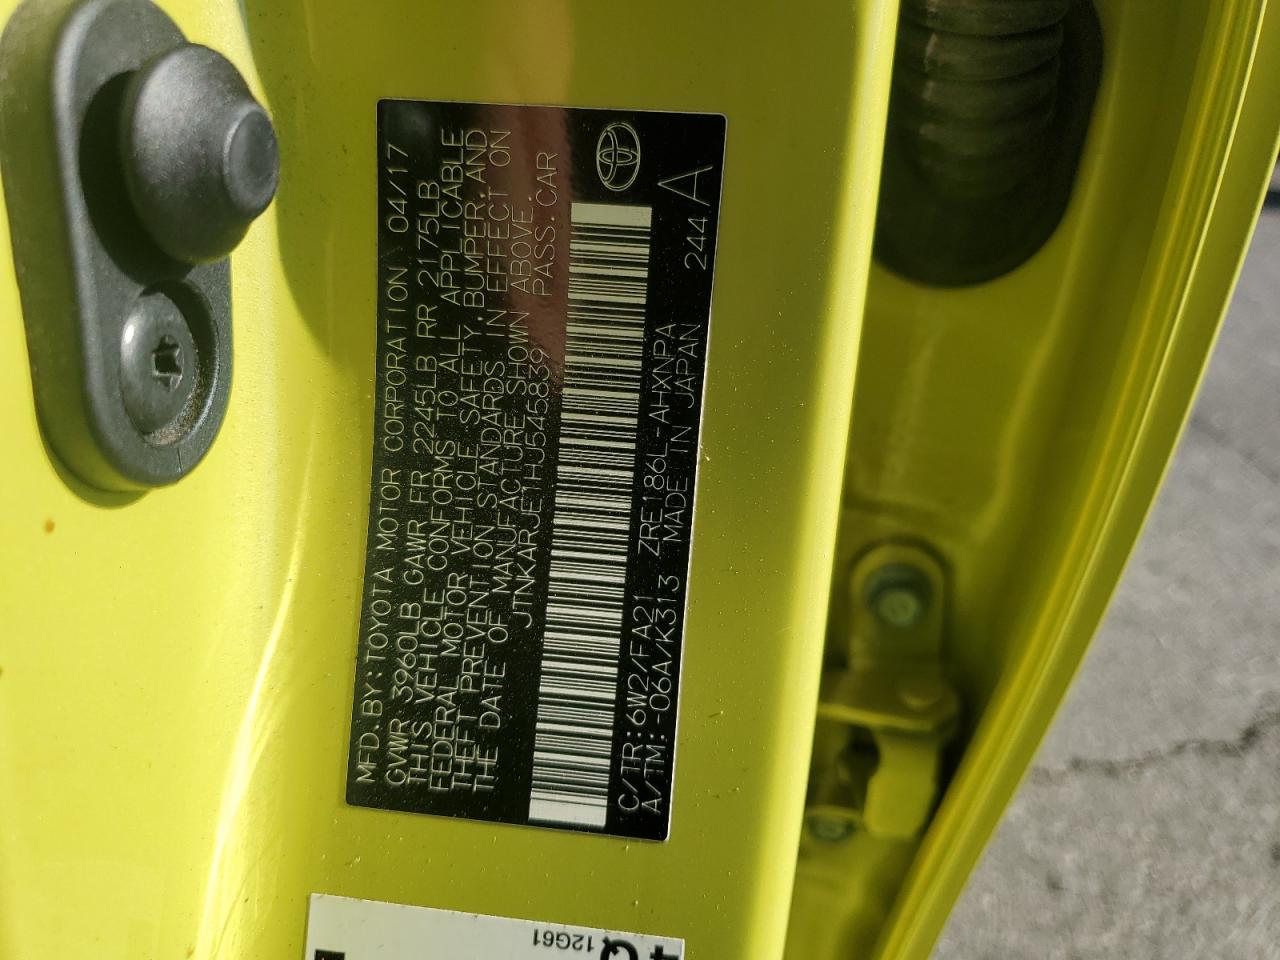 MFD.BY:TOYOTA MOTOR CORPORATION 04/17
GVWR 3960LB GAWR FR 2245LB RR 2175LB
THIS VEHICLE CONFORMS TO ALL APPLICABLE
FEDERAL MOTOR VEHICLE SAFETY,BUMPER,AND
THEFT PREVENTION STANDARDS IN EFFECT ON
THE DATE OF MANUFACTURE SHOWN ABOVE.
JTNKARJE1HJ545839 PASS.CAR
C/TR:6W2/FA21 ZRE186L-AHXNPA 244
A/TM:-06A/K313 MADE IN JAPAN A
12G61